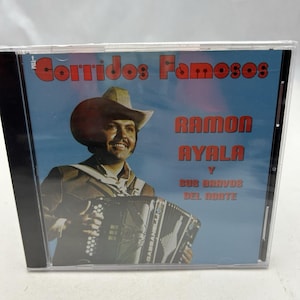 Corridos Famosos
RAMON
AYALA
Y
SUS BRAVOS
DEL NORTE